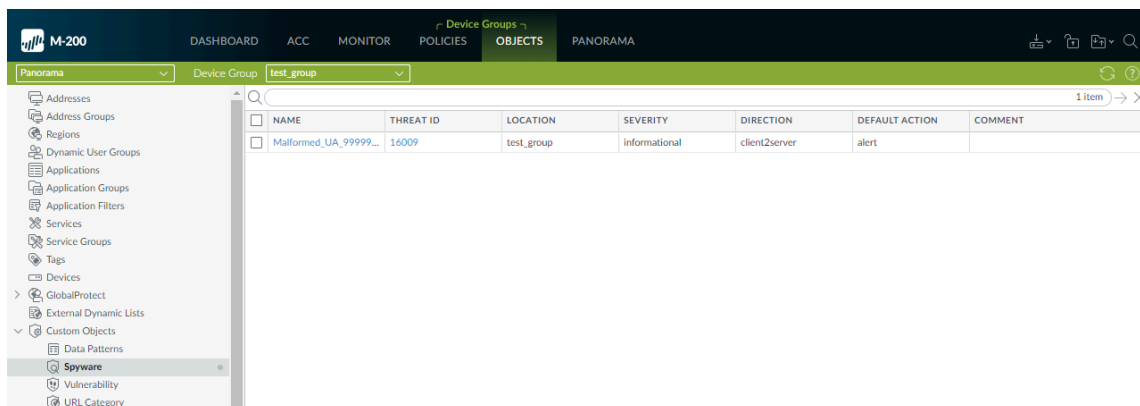 Device Groups
M-200 DASHBOARD ACC MONITOR POLICIES OBJECTS PANORAMA
Panorama Device Group test_group
1 item
NAME THREAT ID LOCATION SEVERITY DIRECTION DEFAULT ACTION COMMENT
Malformed_UA_99999... 16009 test_group informational client2server alert
Addresses
Address Groups
Regions
Dynamic User Groups
Applications
Application Groups
Application Filters
Services
Service Groups
Tags
Devices
GlobalProtect
External Dynamic Lists
Custom Objects
Data Patterns
Spyware
Vulnerability
URL Category